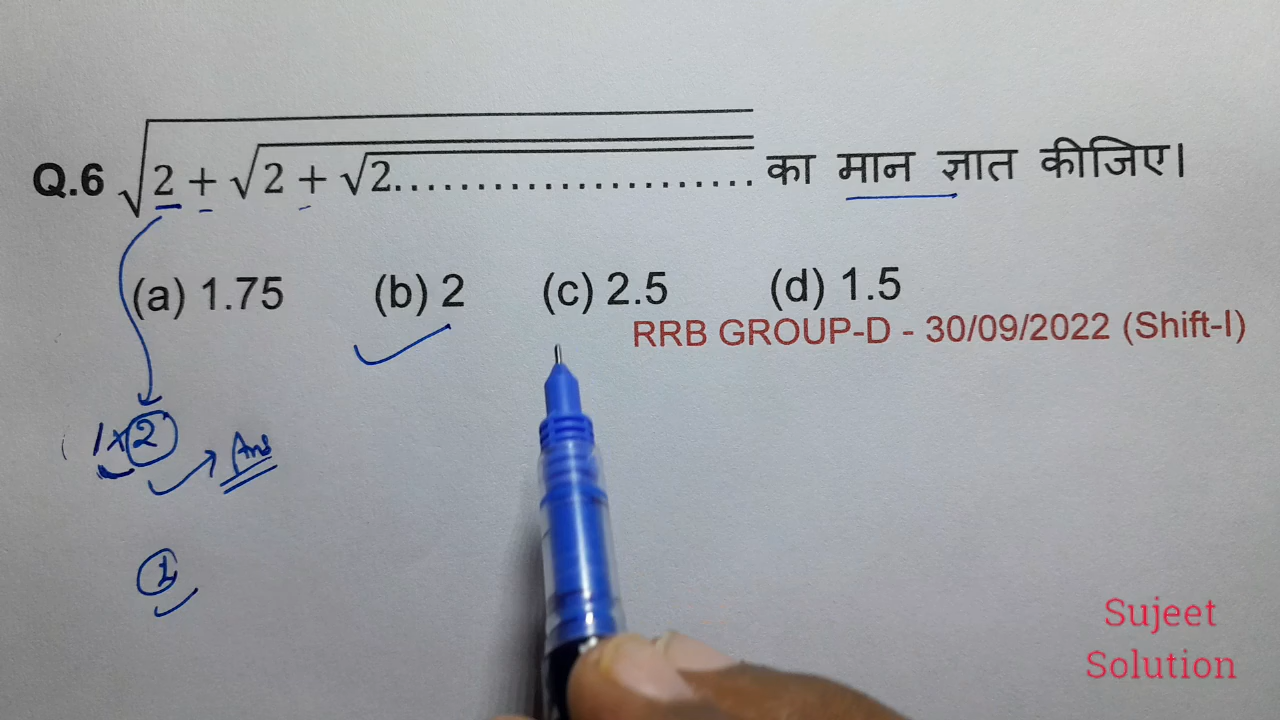 Q.6 √2 + √2 + √2...................... का मान ज्ञात कीजिए।
(a) 1.75 (b) 2 (c) 2.5 (d) 1.5
RRB GROUP-D - 30/09/2022 (Shift-I)
1×2 → Ans
1
Sujeet
Solution